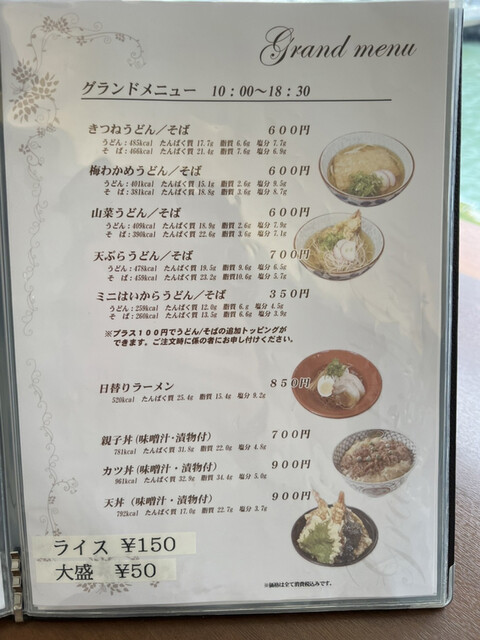 Grand menu
グランドメニュー 10:00〜18:30
きつねうどん/そば 600円
うどん:485kcal たんぱく質 17.7g 脂質 6.6g 塩分 7.7g
そ ば:466kcal たんぱく質 21.4g 脂質 7.6g 塩分 6.9g
梅わかめうどん/そば 600円
うどん:401kcal たんぱく質 15.1g 脂質 2.6g 塩分 9.5g
そ ば:381kcal たんぱく質 18.8g 脂質 3.6g 塩分 8.7g
山菜うどん/そば 600円
うどん:409kcal たんぱく質 18.9g 脂質 2.6g 塩分 7.9g
そ ば:390kcal たんぱく質 22.6g 脂質 3.6g 塩分 7.1g
天ぷらうどん/そば 700円
うどん:478kcal たんぱく質 19.5g 脂質 9.6g 塩分 6.5g
そ ば:459kcal たんぱく質 23.2g 脂質10.6g 塩分 5.7g
ミニはいからうどん/そば 350円
うどん:259kcal たんぱく質 12.0g 脂質 6.g 塩分 4.5g
そ ば:260kcal たんぱく質 13.5g 脂質 6.6g 塩分 3.9g
※プラス100円でうどん/そばの追加トッピングが
できます。ご注文時に係の者にお申し付けください。
日替りラーメン 850円
520kcal たんぱく質 25.4g 脂質 15.4g 塩分 9.2g
親子丼(味噌汁・漬物付) 700円
781kcal たんぱく質 31.8g 脂質 22.0g 塩分 4.8g
カツ丼(味噌汁・漬物付) 900円
961kcal たんぱく質 32.9g 脂質 34.4g 塩分 5.0g
天丼(味噌汁・漬物付) 900円
792kcal たんぱく質 17.0g 脂質 22.7g 塩分 3.7g
ライス ¥150
大盛 ¥50
※価格は全て消費税込みです。